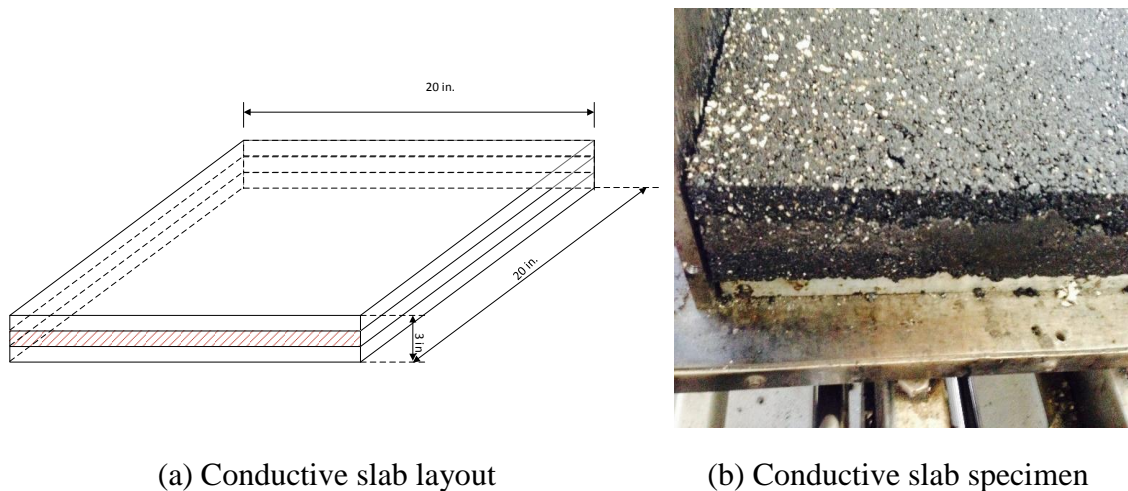 20 in.
20 in.
3 in.
(a) Conductive slab layout
(b) Conductive slab specimen